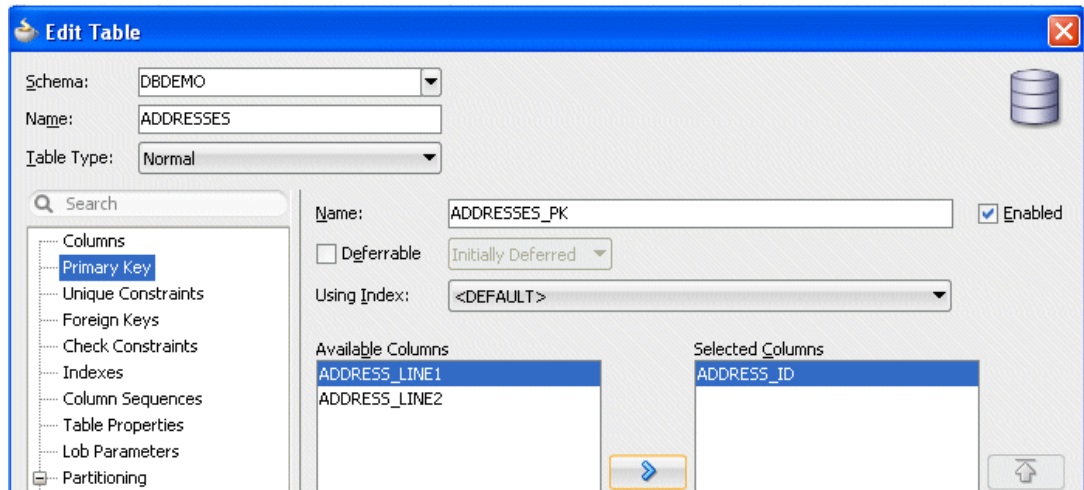 Edit Table
Schema: DBDEMO
Name: ADDRESSES
Table Type: Normal
Search
Columns
Primary Key
Unique Constraints
Foreign Keys
Check Constraints
Indexes
Column Sequences
Table Properties
Lob Parameters
Partitioning
Name: ADDRESSES_PK Enabled
Deferrable Initially Deferred
Using Index: <DEFAULT>
Available Columns Selected Columns
ADDRESS_LINE1 ADDRESS_ID
ADDRESS_LINE2